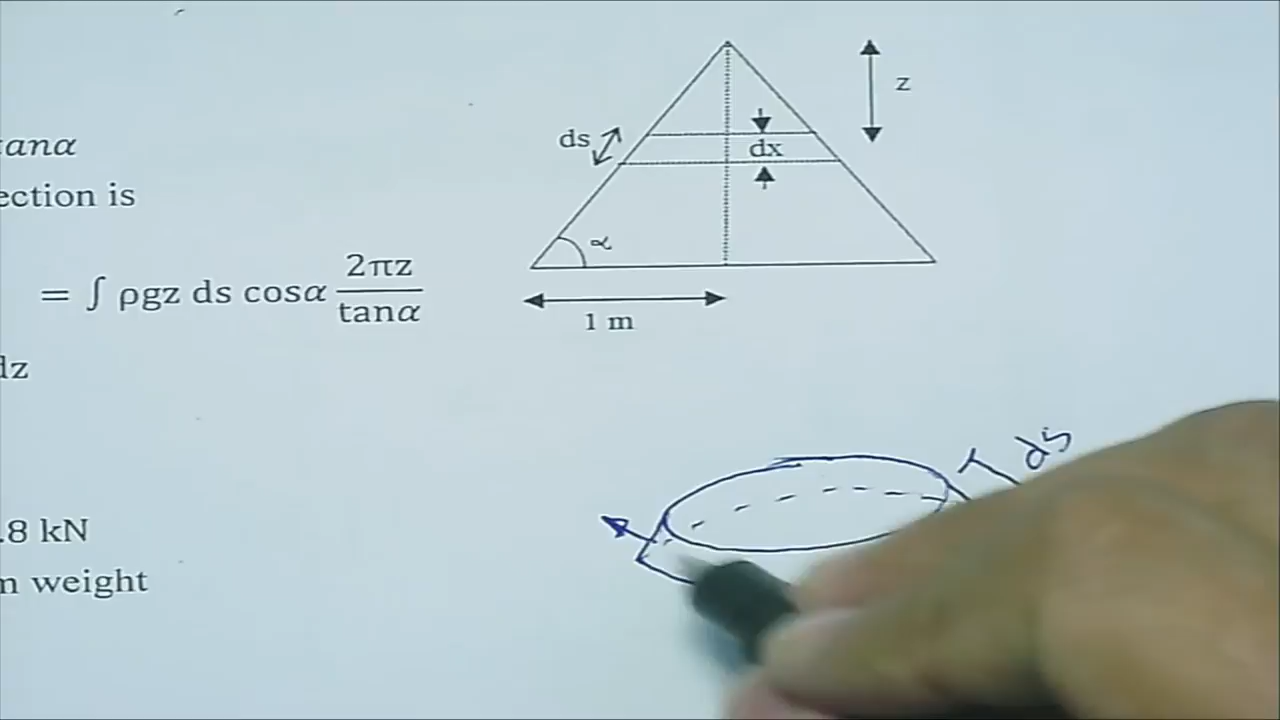 anα
ection is
= ∫ ρgz ds cosα 2πz/tanα
dz
.8 kN
n weight
z
ds
dx
α
1 m
ds